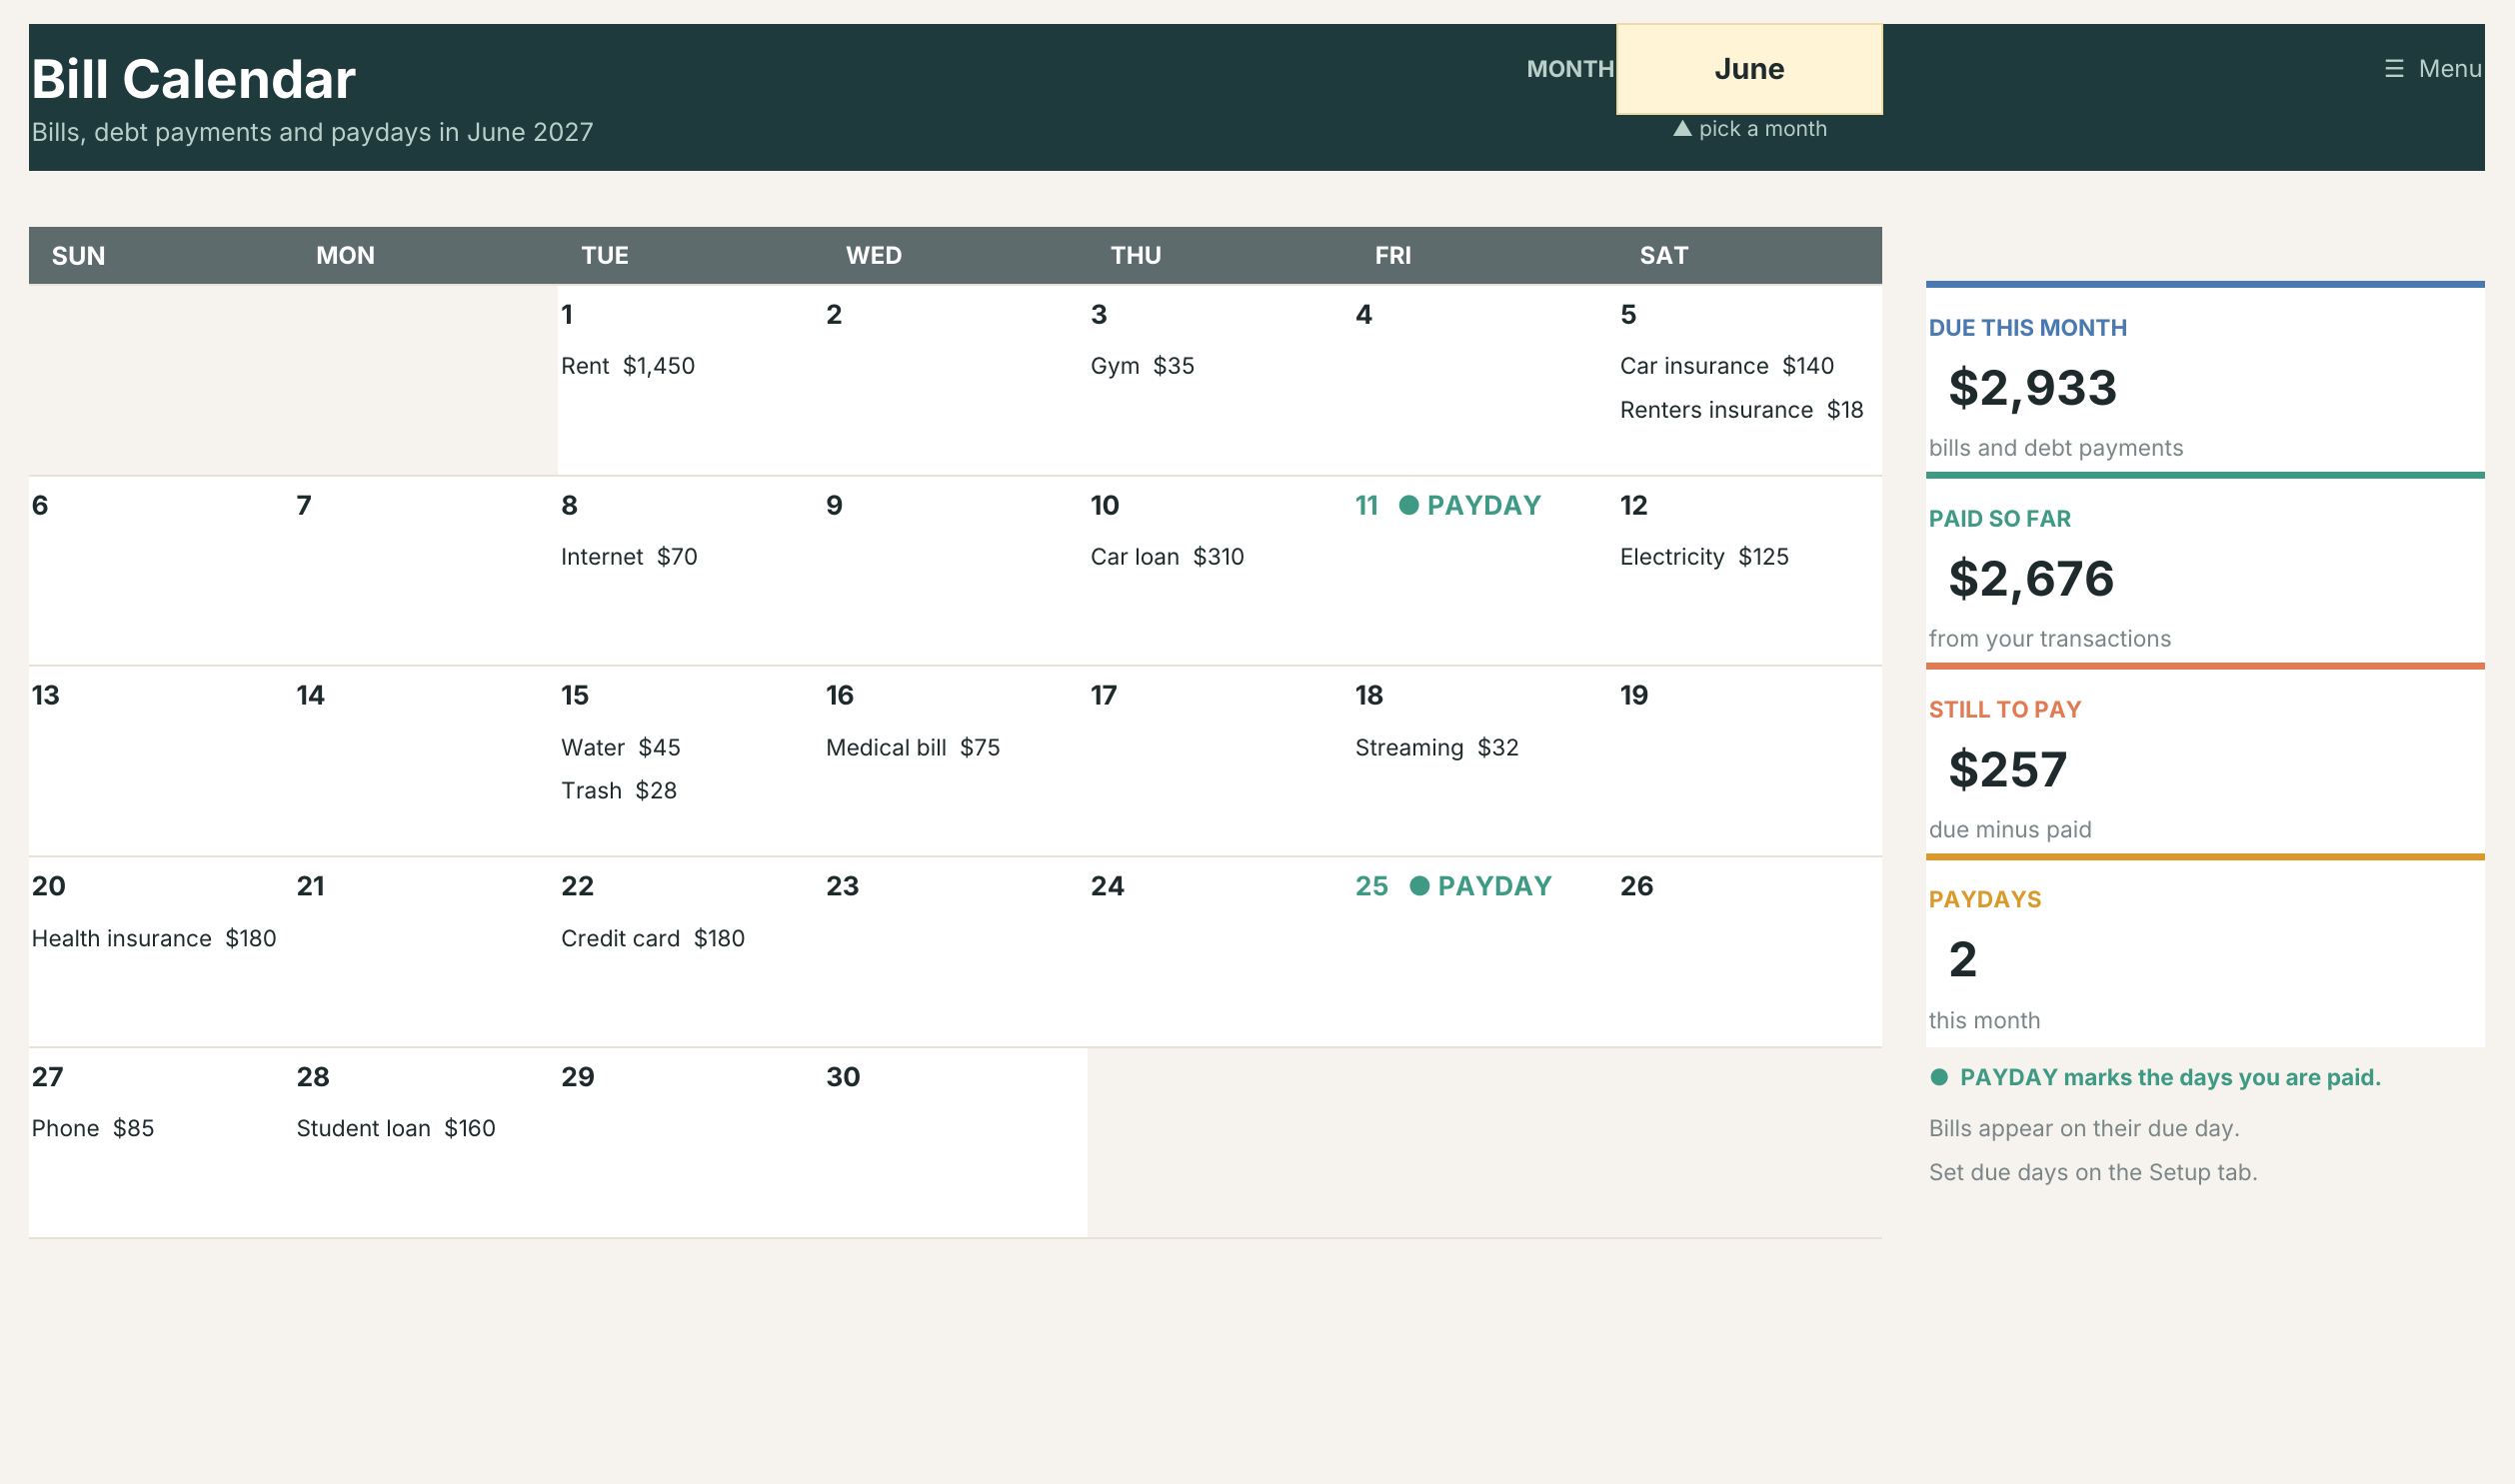 Bill Calendar
Bills, debt payments and paydays in June 2027
MONTH
June
▲ pick a month
☰ Menu
SUN MON TUE WED THU FRI SAT
1
Rent $1,450
2
3
Gym $35
4
5
Car insurance $140
Renters insurance $18
6
7
8
Internet $70
9
10
Car loan $310
11 ● PAYDAY
12
Electricity $125
13
14
15
Water $45
Trash $28
16
Medical bill $75
17
18
Streaming $32
19
20
Health insurance $180
21
22
Credit card $180
23
24
25 ● PAYDAY
26
27
Phone $85
28
Student loan $160
29
30
DUE THIS MONTH
$2,933
bills and debt payments
PAID SO FAR
$2,676
from your transactions
STILL TO PAY
$257
due minus paid
PAYDAYS
2
this month
● PAYDAY marks the days you are paid.
Bills appear on their due day.
Set due days on the Setup tab.